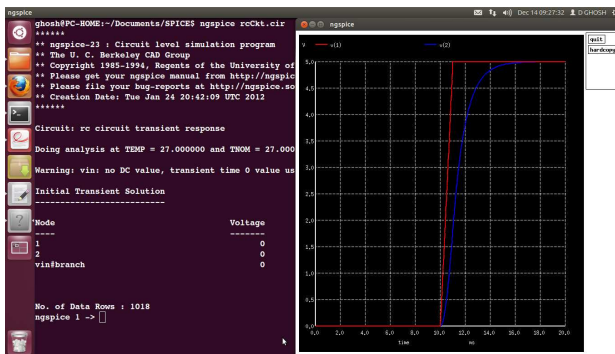 ngspice
Dec 14 09:27:32
D GHOSH
ghosh@PC-HOME:~/Documents/SPICE$ ngspice rcCkt.cir
******
** ngspice-23 : Circuit level simulation program
** The U. C. Berkeley CAD Group
** Copyright 1985-1994, Regents of the University of
** Please get your ngspice manual from http://ngspic
** Please file your bug-reports at http://ngspice.so
** Creation Date: Tue Jan 24 20:42:09 UTC 2012
******
Circuit: rc circuit transient response
Doing analysis at TEMP = 27.000000 and TNOM = 27.000
Warning: vin: no DC value, transient time 0 value us
Initial Transient Solution
--------------------------
Node Voltage
---- -------
1 0
2 0
vin#branch 0
No. of Data Rows : 1018
ngspice 1 ->
ngspice
V v(1) v(2)
5.0
4.5
4.0
3.5
3.0
2.5
2.0
1.5
1.0
0.5
0.0
0.0 2.0 4.0 6.0 8.0 10.0 12.0 14.0 16.0 18.0 20.0
time ms
quit
hardcopy